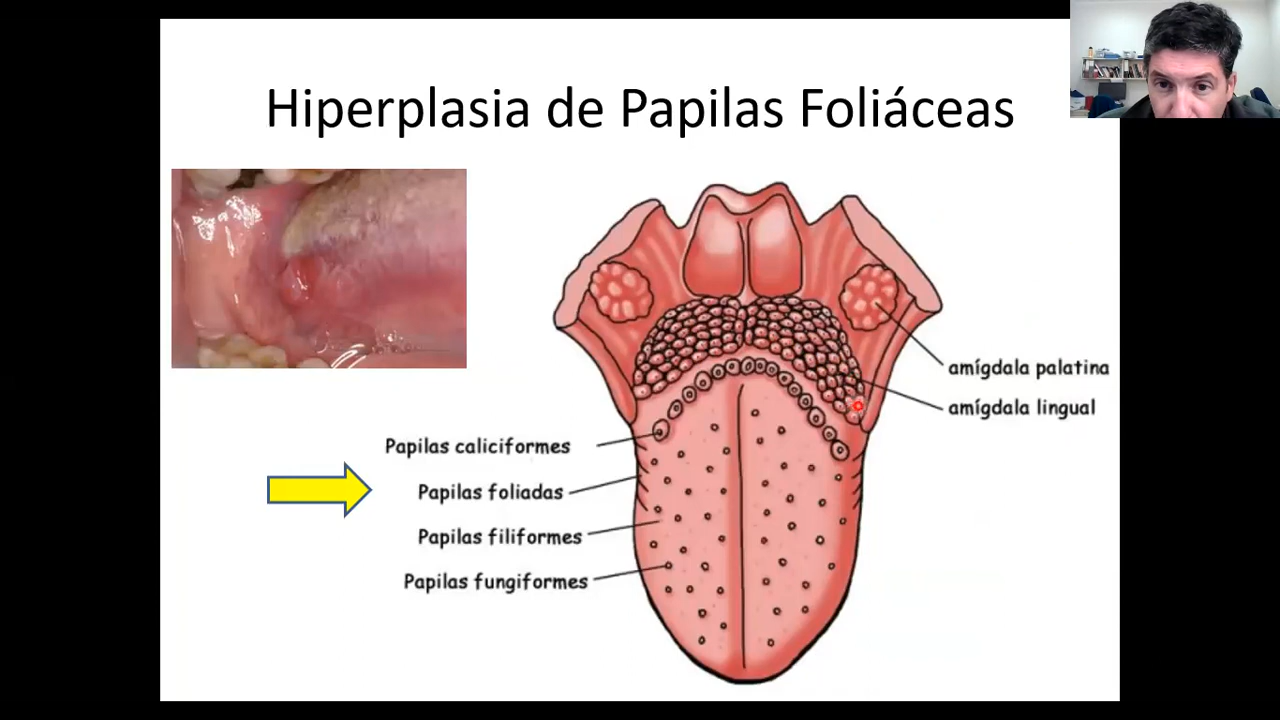 Hiperplasia de Papilas Foliáceas
amígdala palatina
amígdala lingual
Papilas caliciformes
Papilas foliadas
Papilas filiformes
Papilas fungiformes